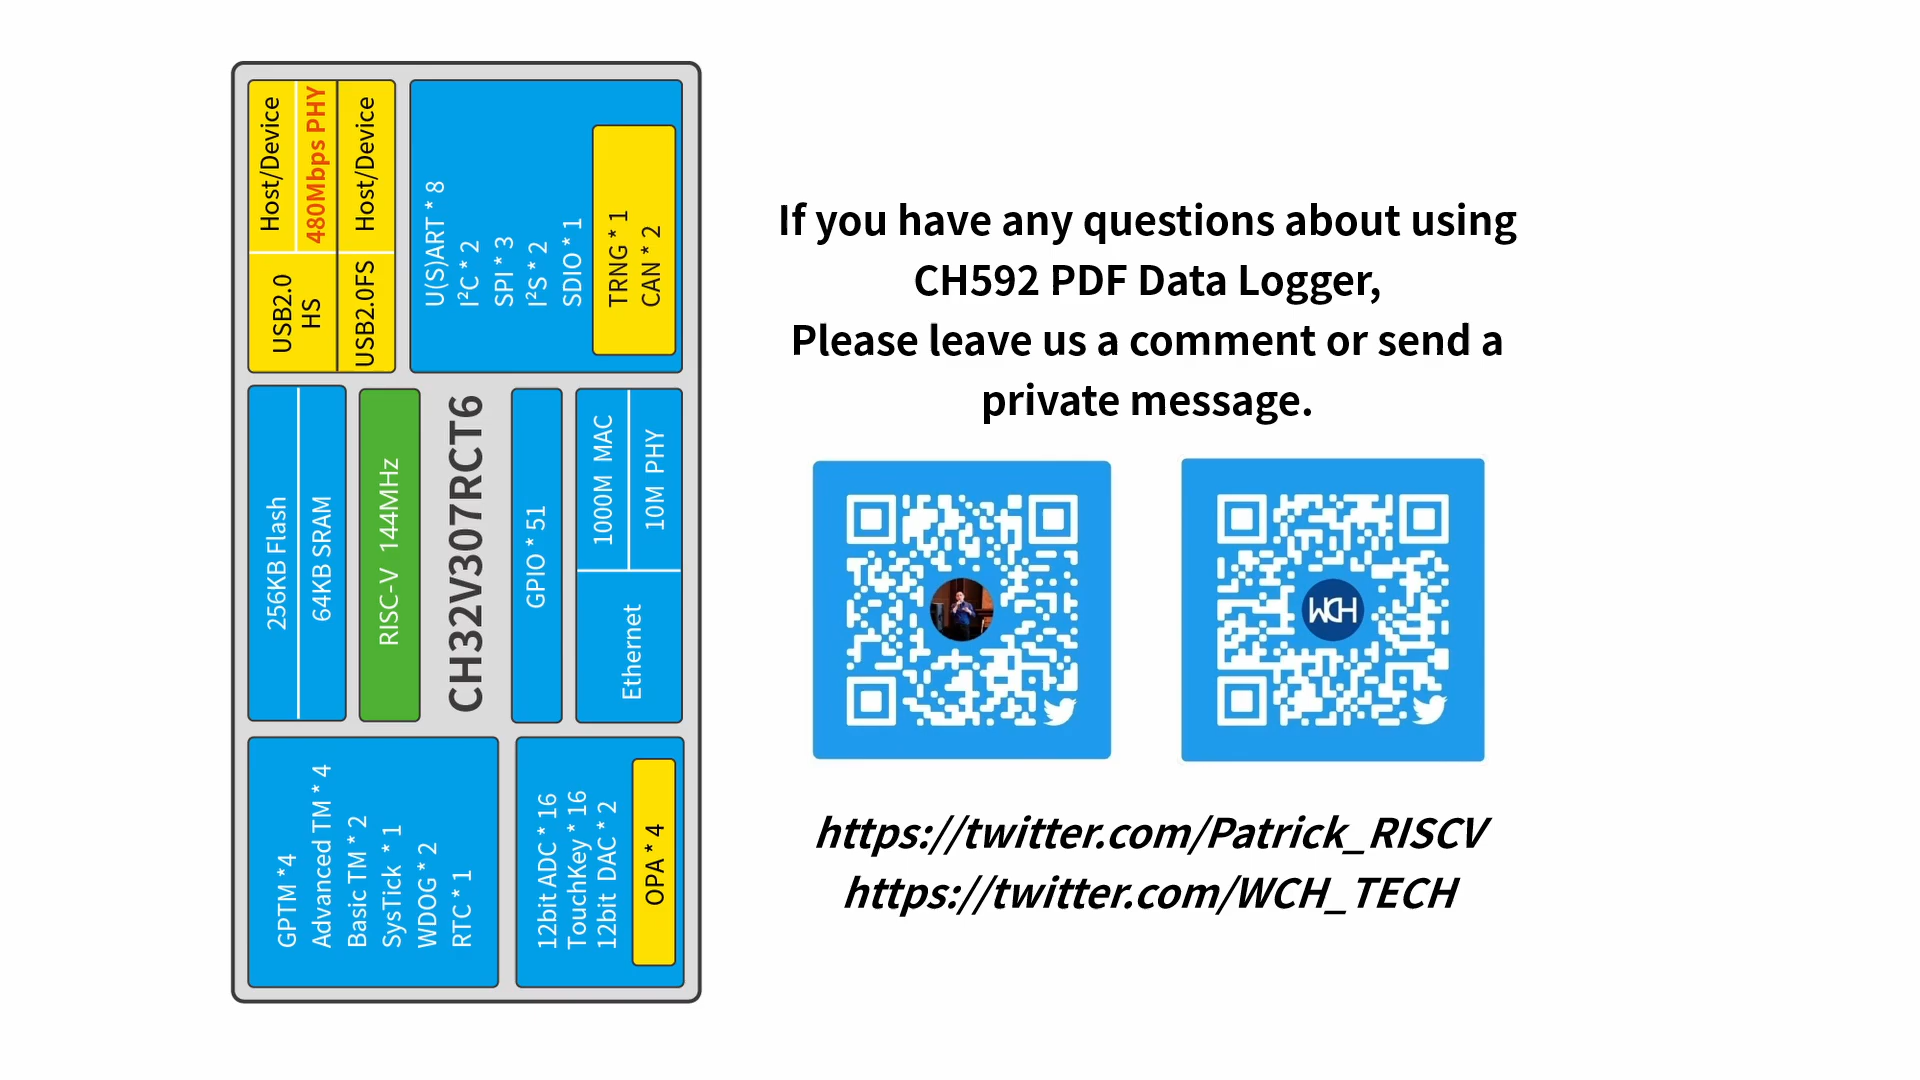 USB2.0
HS
Host/Device
480Mbps PHY
USB2.0FS
Host/Device
U(S)ART * 8
I²C * 2
SPI * 3
I²S * 2
SDIO * 1
TRNG * 1
CAN * 2
256KB Flash
64KB SRAM
RISC-V 144MHz
CH32V307RCT6
GPIO * 51
Ethernet
1000M MAC
10M PHY
GPTM *4
Advanced TM * 4
Basic TM * 2
SysTick * 1
WDOG * 2
RTC * 1
12bit ADC * 16
TouchKey * 16
12bit DAC * 2
OPA * 4
If you have any questions about using
CH592 PDF Data Logger,
Please leave us a comment or send a
private message.
WCH
https://twitter.com/Patrick_RISCV
https://twitter.com/WCH_TECH